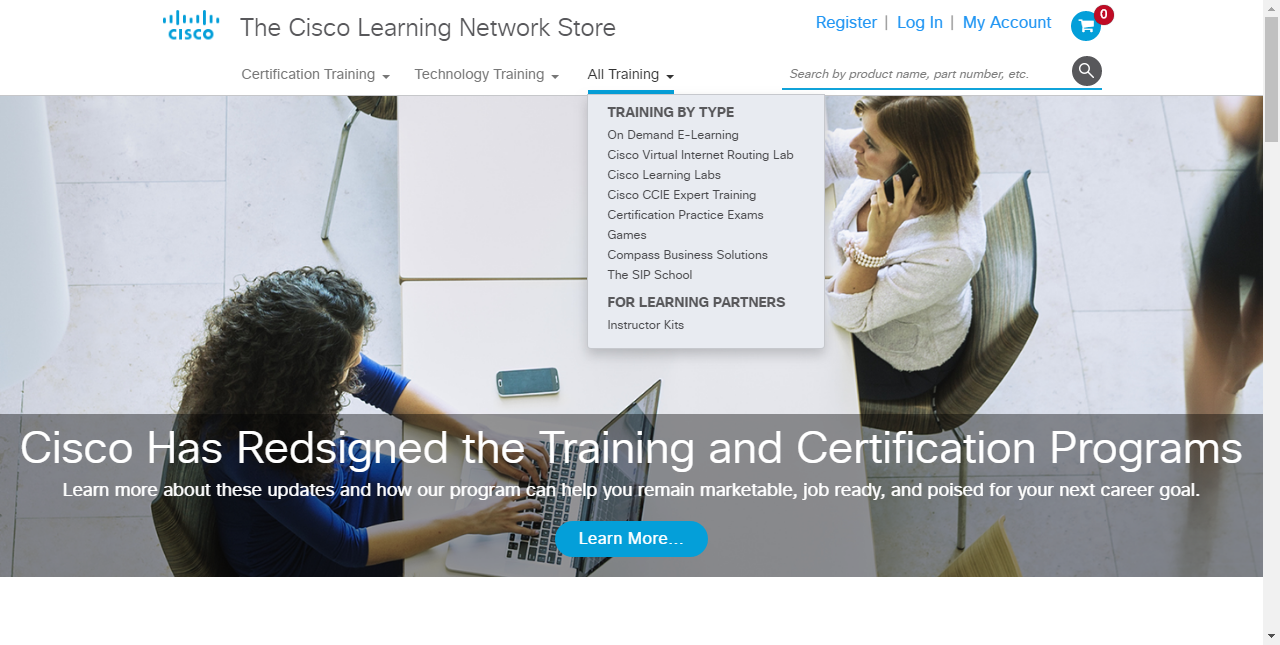 cisco
The Cisco Learning Network Store
Register | Log In | My Account
0
Certification Training
Technology Training
All Training
Search by product name, part number, etc.
TRAINING BY TYPE
On Demand E-Learning
Cisco Virtual Internet Routing Lab
Cisco Learning Labs
Cisco CCIE Expert Training
Certification Practice Exams
Games
Compass Business Solutions
The SIP School
FOR LEARNING PARTNERS
Instructor Kits
Cisco Has Redsigned the Training and Certification Programs
Learn more about these updates and how our program can help you remain marketable, job ready, and poised for your next career goal.
Learn More...